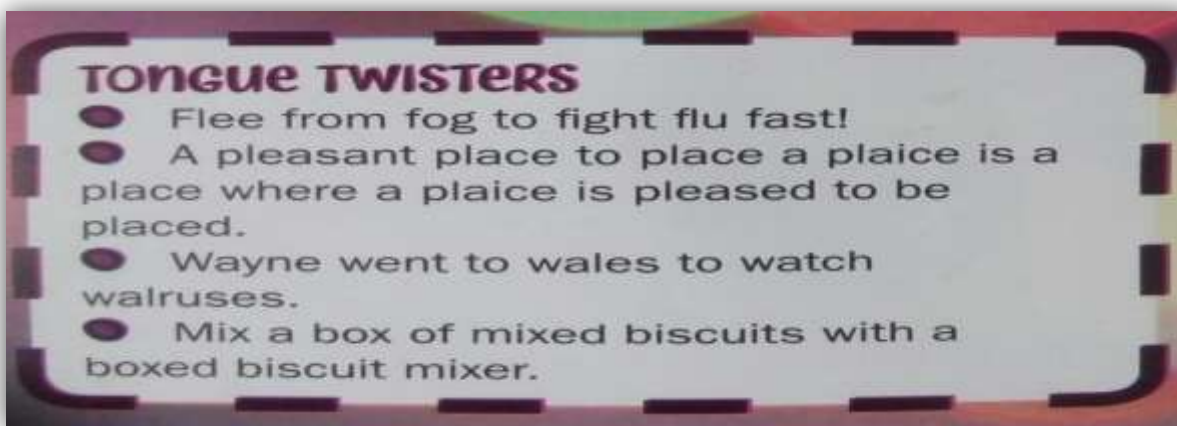 TONGUE TWISTERS
● Flee from fog to fight flu fast!
● A pleasant place to place a plaice is a
place where a plaice is pleased to be
placed.
● Wayne went to wales to watch
walruses.
● Mix a box of mixed biscuits with a
boxed biscuit mixer.